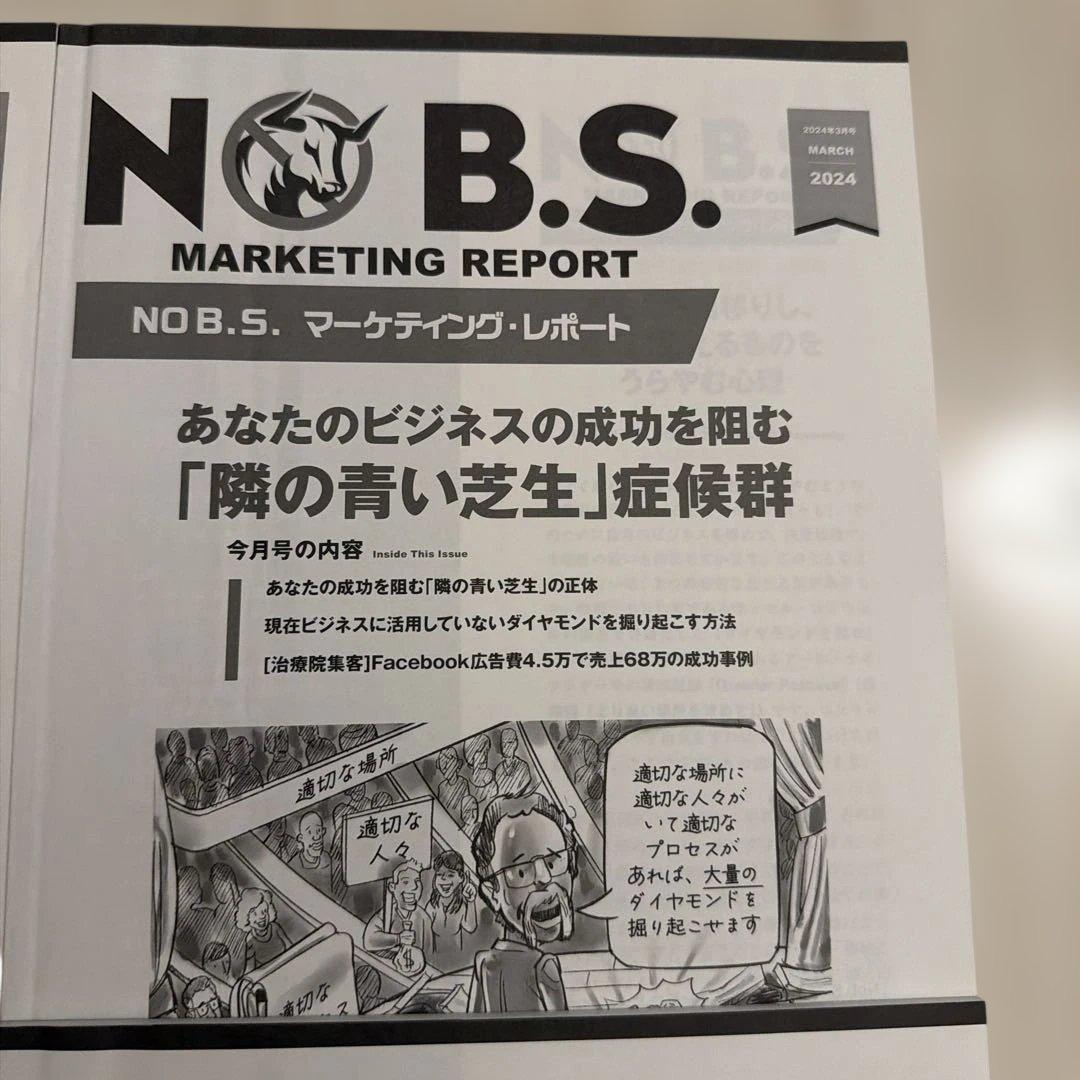 NO B.S.
2024年3月号
MARCH
2024
MARKETING REPORT
NO B.S. マーケティング・レポート
あなたのビジネスの成功を阻む
「隣の青い芝生」症候群
今月号の内容 Inside This Issue
あなたの成功を阻む「隣の青い芝生」の正体
現在ビジネスに活用していないダイヤモンドを掘り起こす方法
[治療院集客]Facebook広告費4.5万で売上68万の成功事例
適切な場所
適切な
人々
適切な場所に
適切な人々が
いて適切な
プロセスが
あれば、大量の
ダイヤモンドを
掘り起こせます
$
適切な